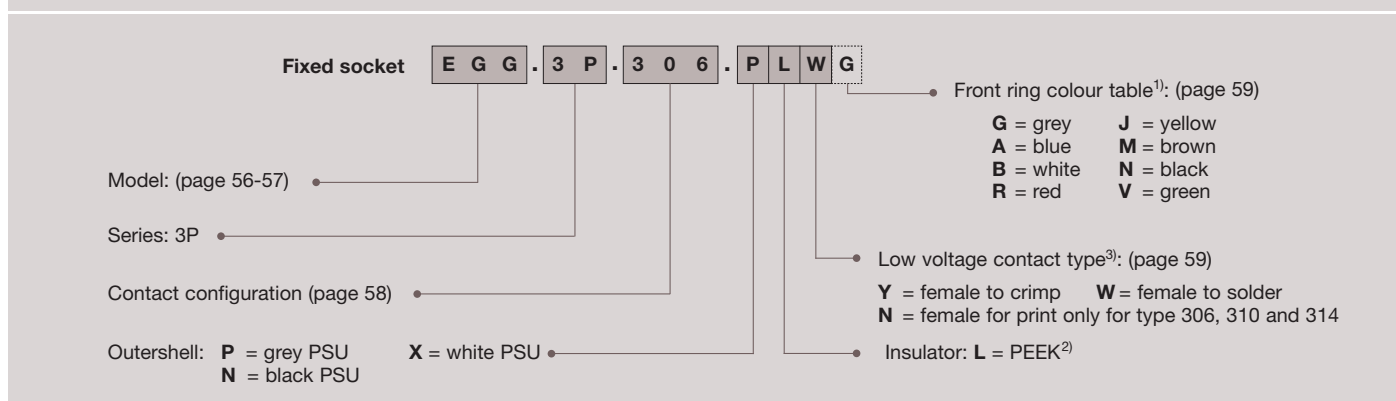 Fixed socket E G G . 3 P . 3 0 6 . P L W G
Front ring colour table1): (page 59)
G = grey J = yellow
A = blue M = brown
B = white N = black
R = red V = green
Model: (page 56-57)
Series: 3P
Low voltage contact type3): (page 59)
Y = female to crimp W = female to solder
N = female for print only for type 306, 310 and 314
Contact configuration (page 58)
Outershell: P = grey PSU X = white PSU
N = black PSU
Insulator: L = PEEK2)